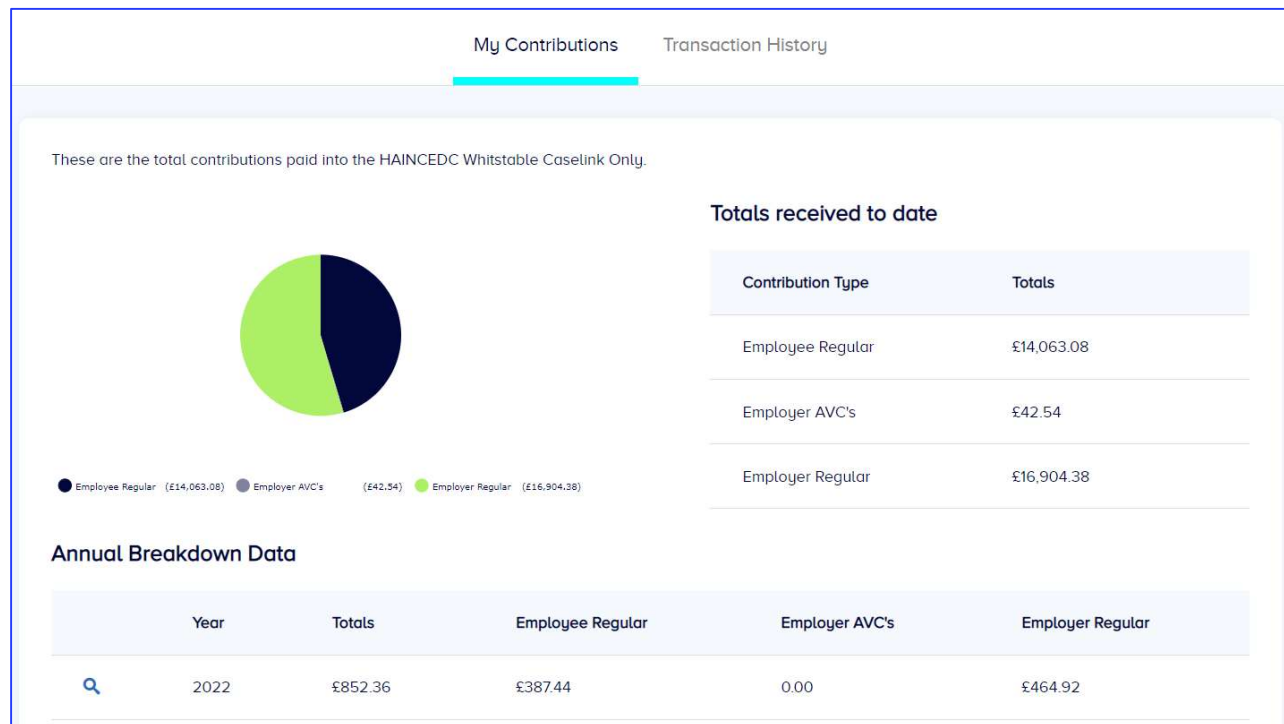 My Contributions Transaction History
These are the total contributions paid into the HAINCEDC Whitstable Caselink Only.
Totals received to date
Contribution Type Totals
Employee Regular £14,063.08
Employer AVC's £42.54
Employer Regular £16,904.38
Employee Regular (£14,063.08) Employer AVC's (£42.54) Employer Regular (£16,904.38)
Annual Breakdown Data
Year Totals Employee Regular Employer AVC's Employer Regular
2022 £852.36 £387.44 0.00 £464.92